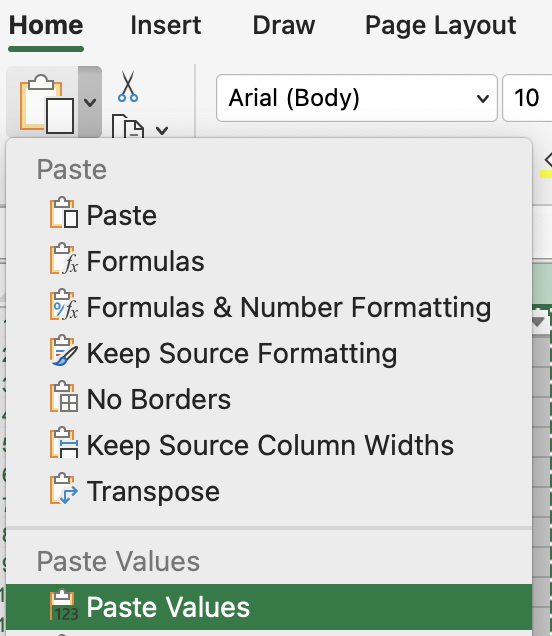 Home Insert Draw Page Layout
Arial (Body) 10
Paste
Paste
Formulas
Formulas & Number Formatting
Keep Source Formatting
No Borders
Keep Source Column Widths
Transpose
Paste Values
123 Paste Values